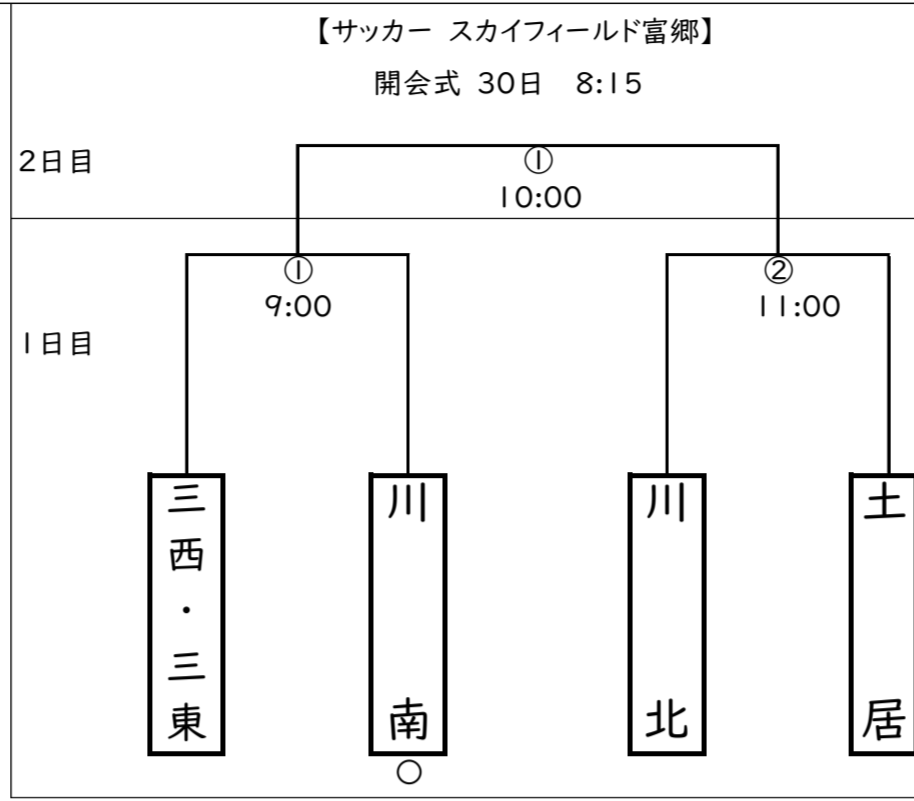 【サッカー スカイフィールド富郷】
開会式 30日 8:15
2日目
①
10:00
①
9:00
②
11:00
1日目
三西・三東
川南
川北
土居
○